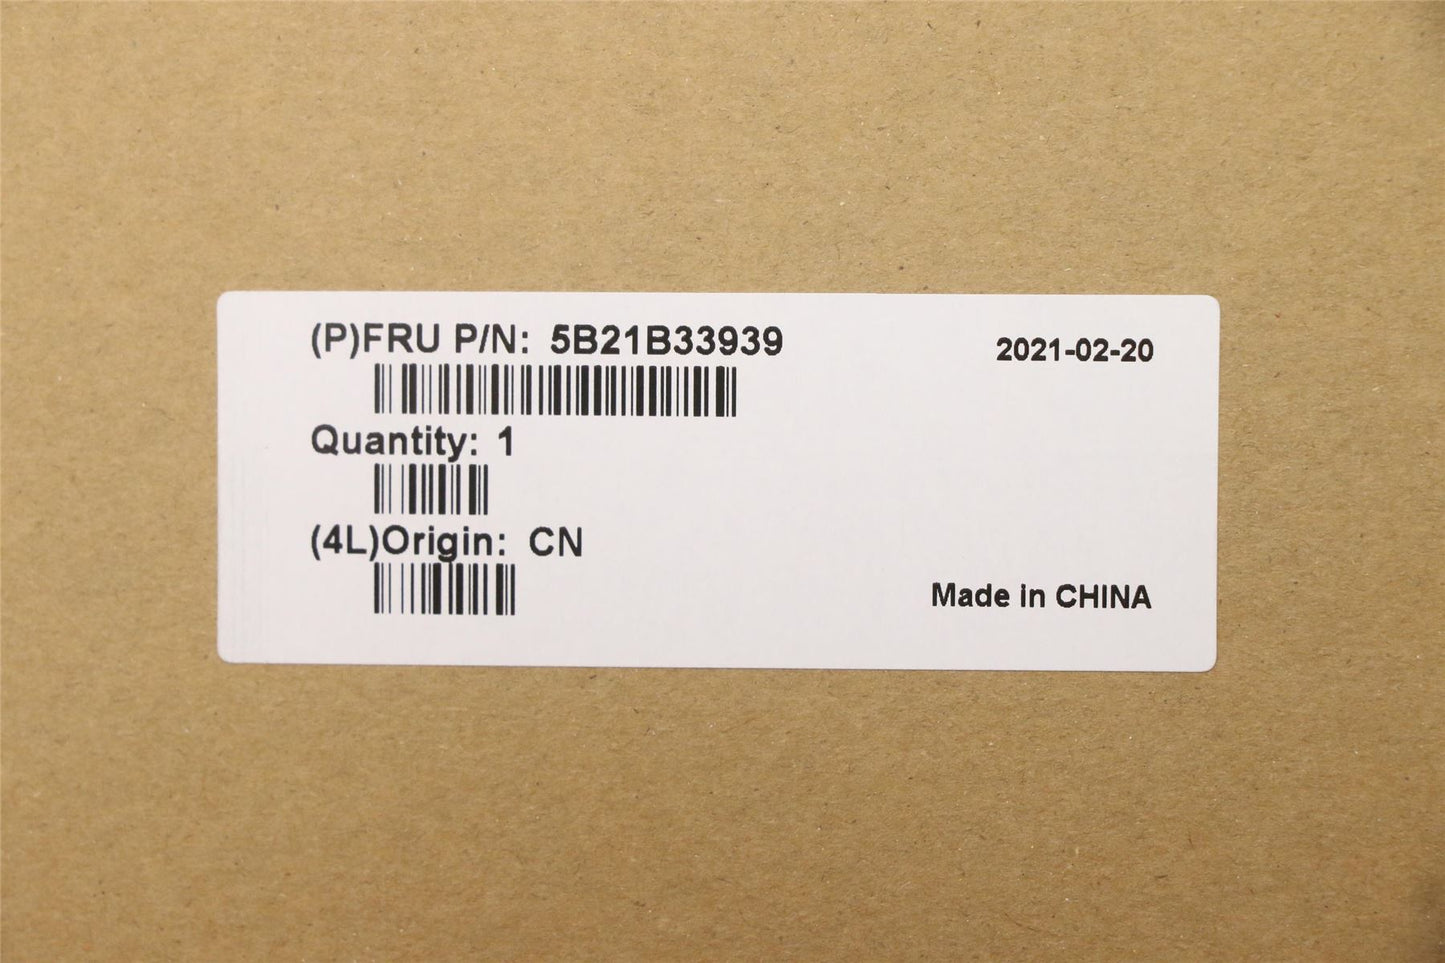 (P)FRU P/N: 5B21B33939
2021-02-20
Quantity: 1
(4L)Origin: CN
Made in CHINA